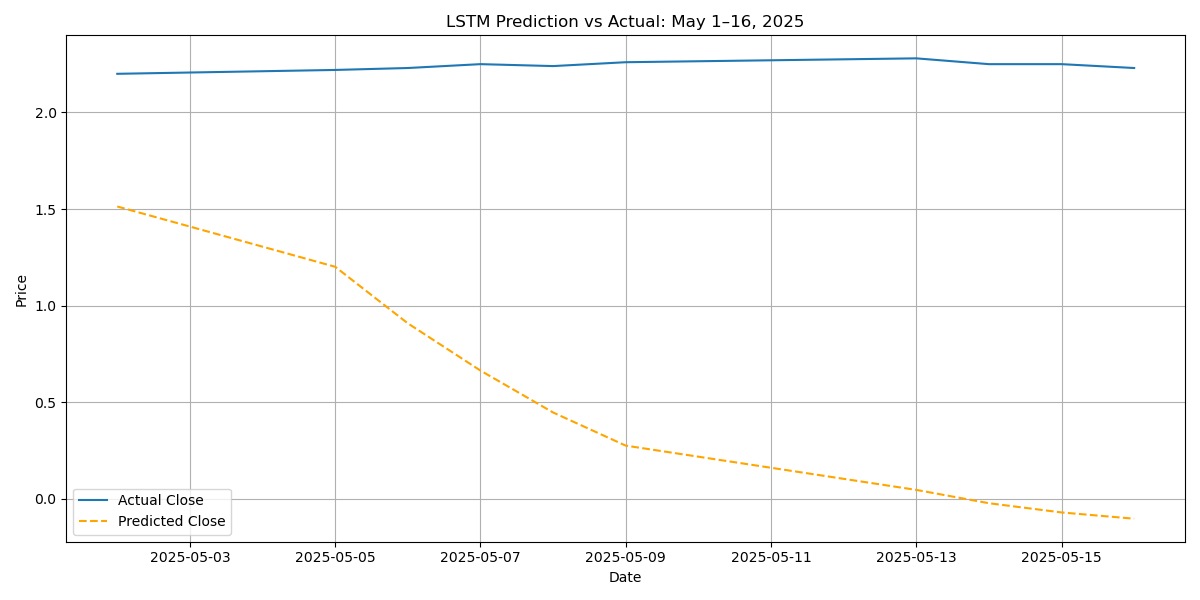 LSTM Prediction vs Actual: May 1–16, 2025
Price
2.0
1.5
1.0
0.5
0.0
Actual Close
Predicted Close
2025-05-03
2025-05-05
2025-05-07
2025-05-09
2025-05-11
2025-05-13
2025-05-15
Date